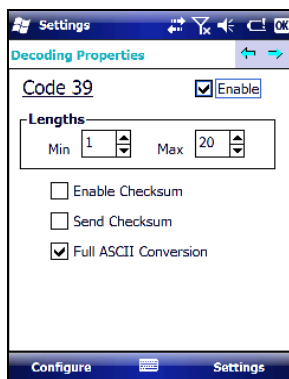 Settings OK
Decoding Properties
Code 39 Enable
Lengths
Min 1 Max 20
Enable Checksum
Send Checksum
Full ASCII Conversion
Configure Settings